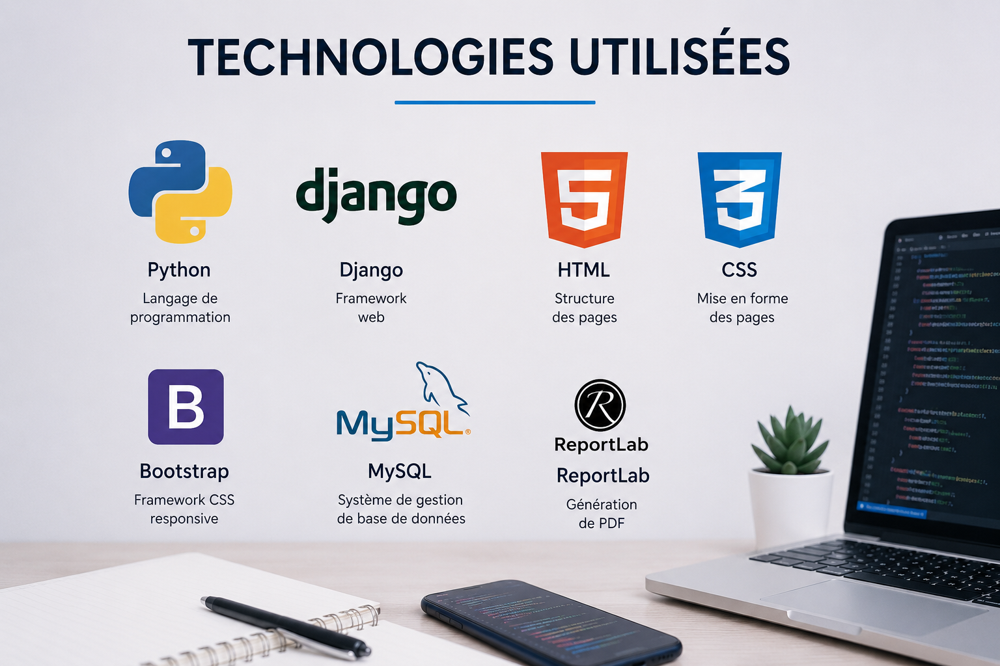 TECHNOLOGIES UTILISÉES
django
5
3
Python
Django
HTML
CSS
Langage de
programmation
Framework
web
Structure
des pages
Mise en forme
des pages
B
MySQL®
R
ReportLab
Bootstrap
MySQL
ReportLab
Framework CSS
responsive
Système de gestion
de base de données
Génération
de PDF